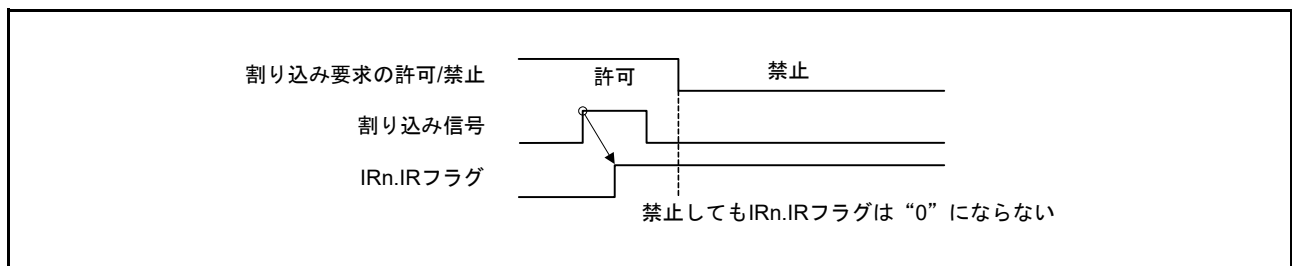 割り込み要求の許可/禁止
許可
禁止
割り込み信号
IRn.IRフラグ
禁止してもIRn.IRフラグは“0”にならない